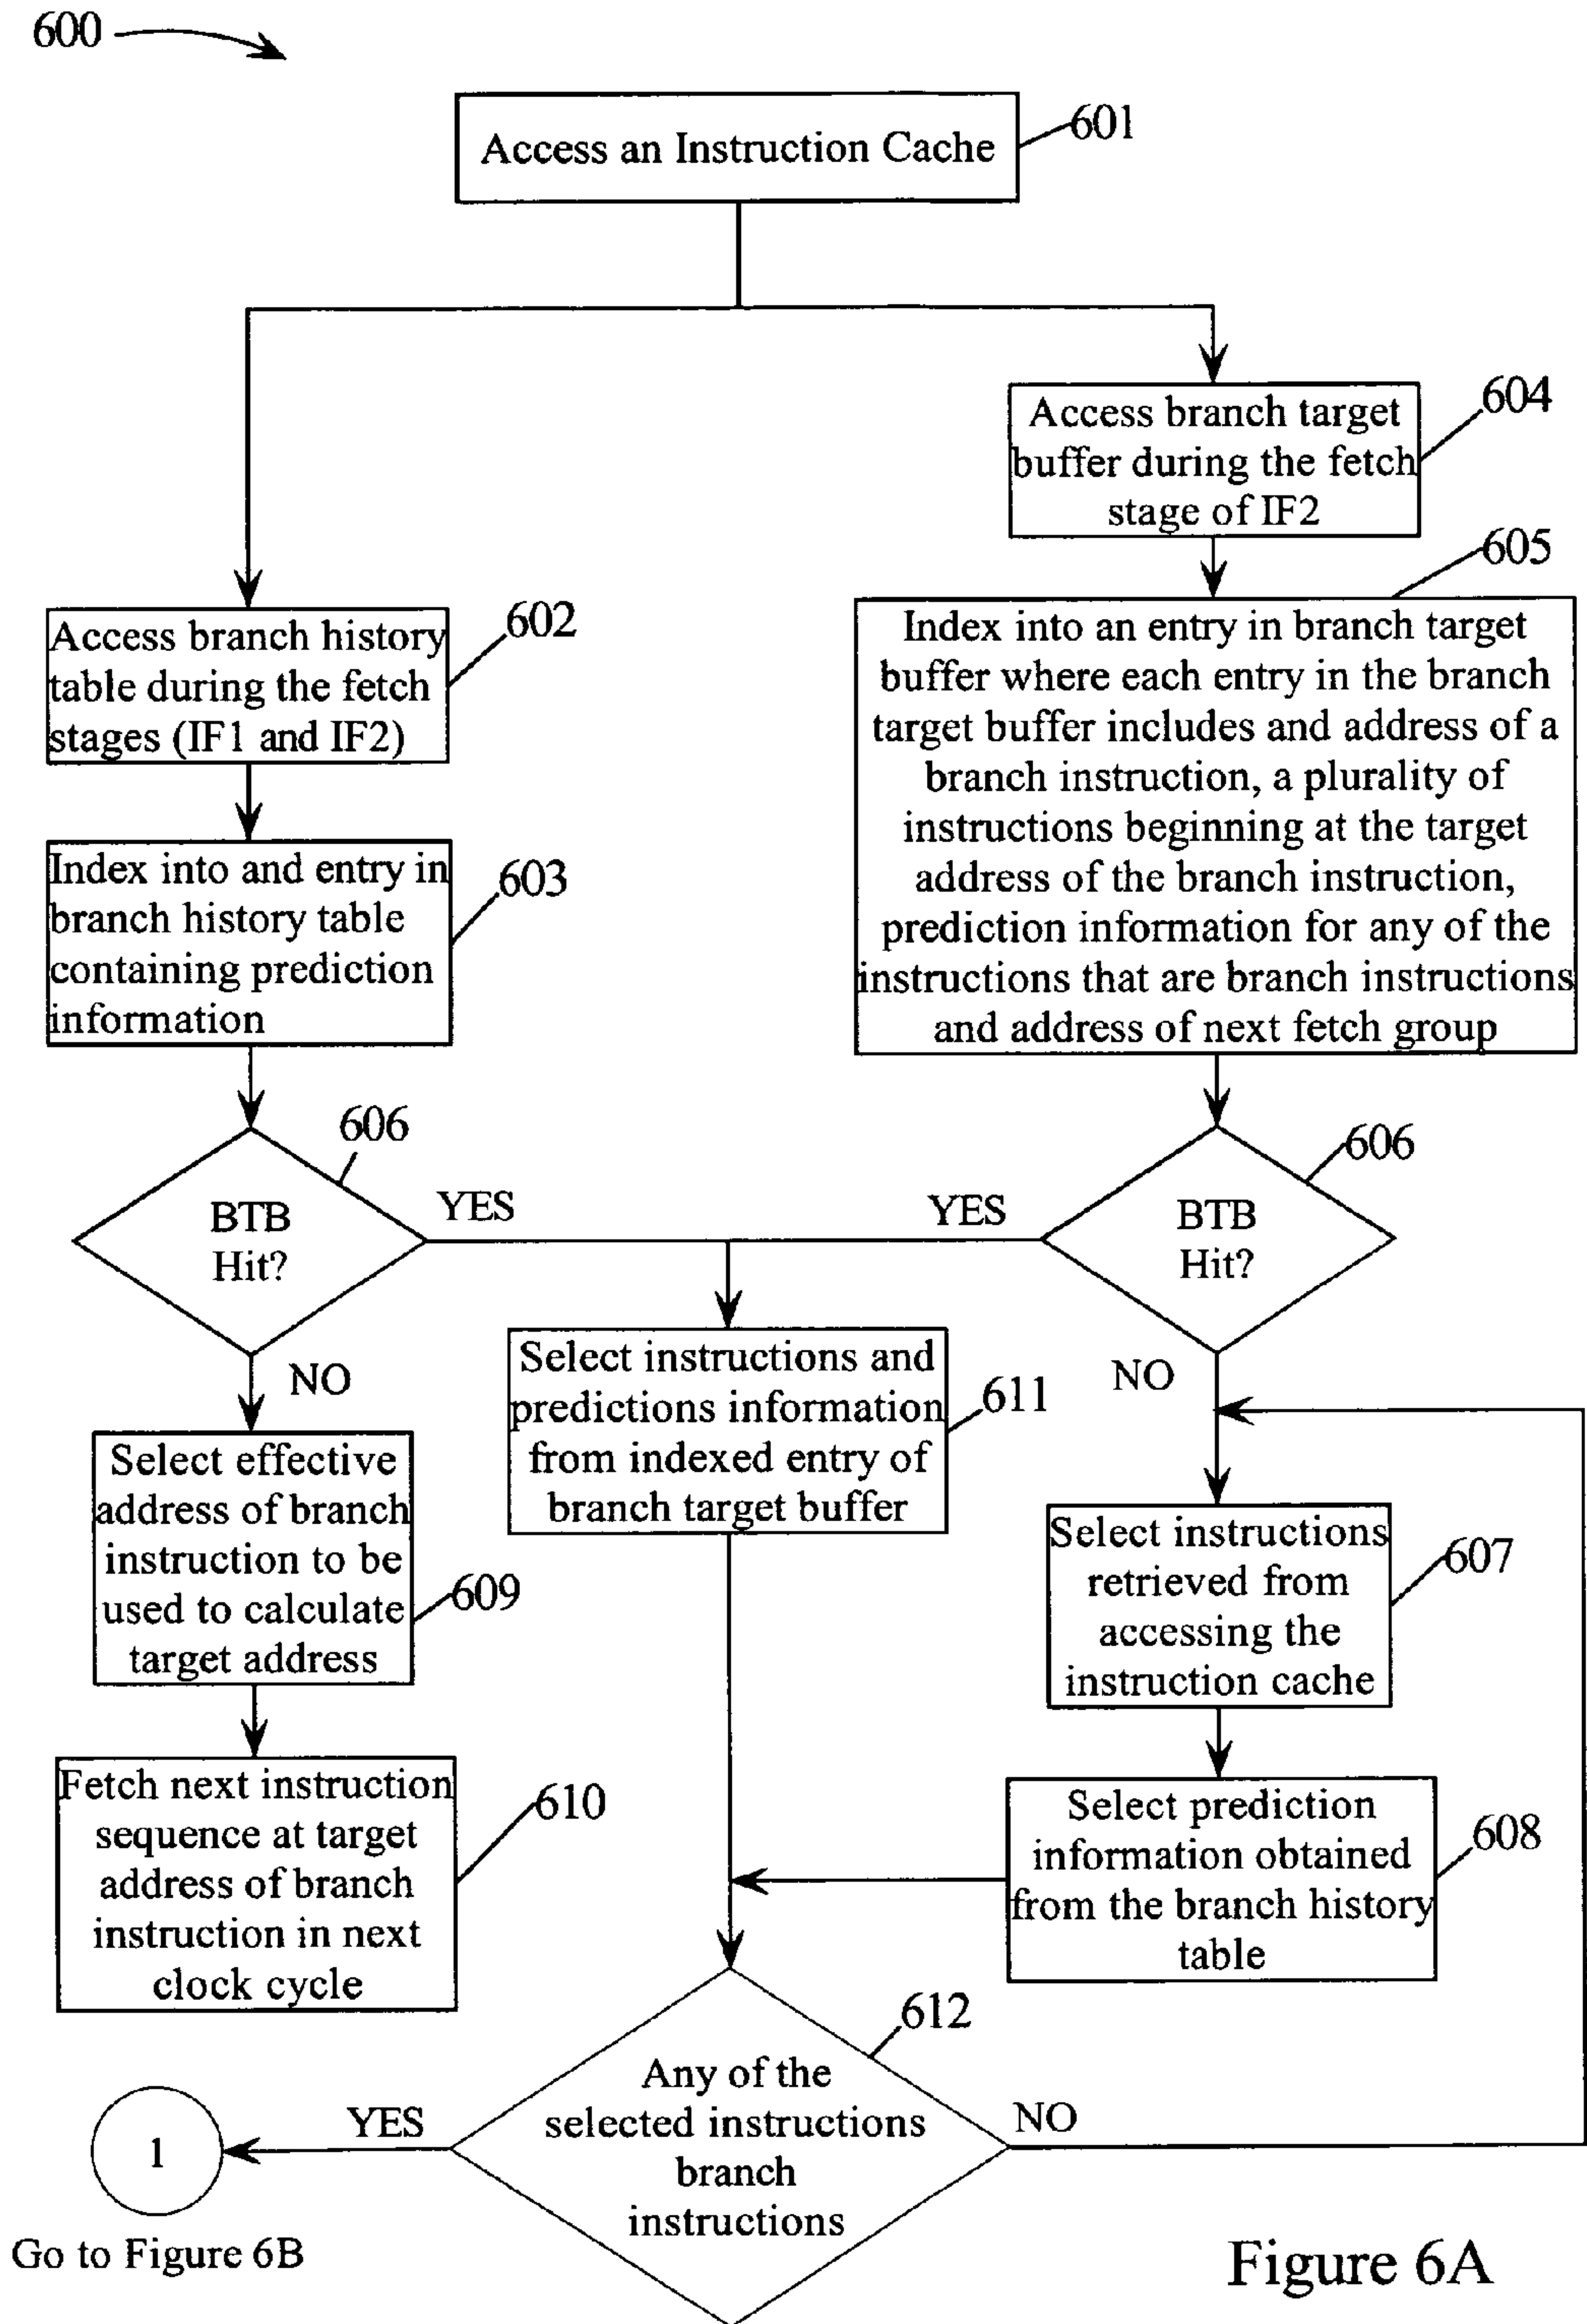 600
Access an Instruction Cache
601
Access branch target
buffer during the fetch
stage of IF2
604
605
Access branch history
table during the fetch
stages (IF1 and IF2)
602
Index into an entry in branch target
buffer where each entry in the branch
target buffer includes and address of a
branch instruction, a plurality of
instructions beginning at the target
address of the branch instruction,
prediction information for any of the
instructions that are branch instructions
and address of next fetch group
Index into and entry in
branch history table
containing prediction
information
603
606
BTB
Hit?
YES
NO
606
BTB
Hit?
YES
NO
Select instructions and
predictions information
from indexed entry of
branch target buffer
611
Select effective
address of branch
instruction to be
used to calculate
target address
609
Select instructions
retrieved from
accessing the
instruction cache
607
Fetch next instruction
sequence at target
address of branch
instruction in next
clock cycle
610
Select prediction
information obtained
from the branch history
table
608
612
Any of the
selected instructions
branch
instructions
YES
NO
1
Go to Figure 6B
Figure 6A